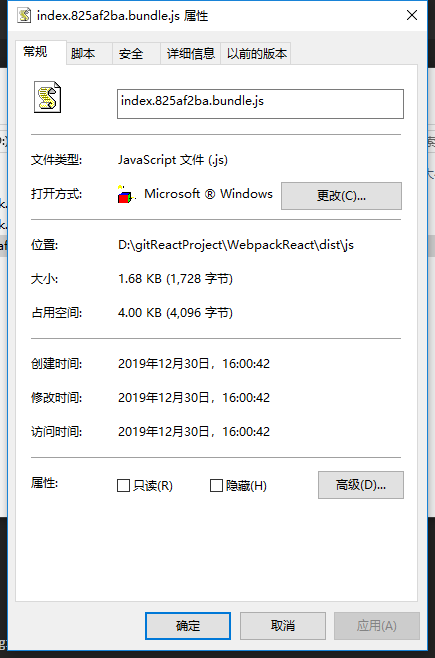 index.825af2ba.bundle.js 属性
常规 脚本 安全 详细信息 以前的版本
index.825af2ba.bundle.js
文件类型: JavaScript 文件 (.js)
打开方式: Microsoft ® Windows 更改(C)...
位置: D:\gitReactProject\WebpackReact\dist\js
大小: 1.68 KB (1,728 字节)
占用空间: 4.00 KB (4,096 字节)
创建时间: 2019年12月30日，16:00:42
修改时间: 2019年12月30日，16:00:42
访问时间: 2019年12月30日，16:00:42
属性: 只读(R) 隐藏(H) 高级(D)...
确定 取消 应用(A)